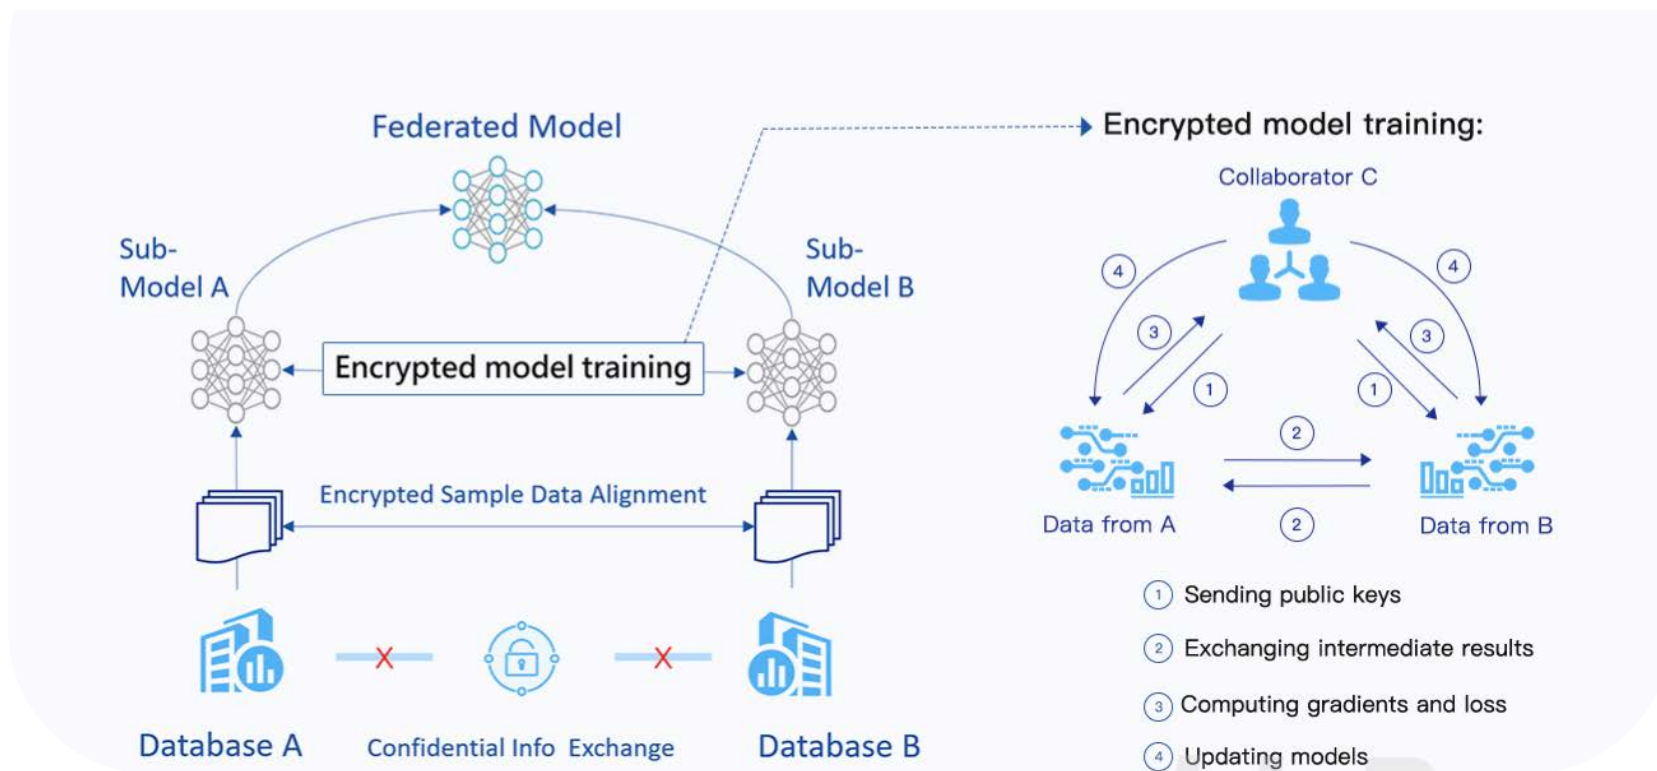 Federated Model
Encrypted model training:
Collaborator C
Sub-
Model A
Sub-
Model B
4
4
3
3
1
1
Encrypted model training
2
2
Data from A
Data from B
Encrypted Sample Data Alignment
1 Sending public keys
2 Exchanging intermediate results
3 Computing gradients and loss
4 Updating models
X
X
Database A
Confidential Info Exchange
Database B